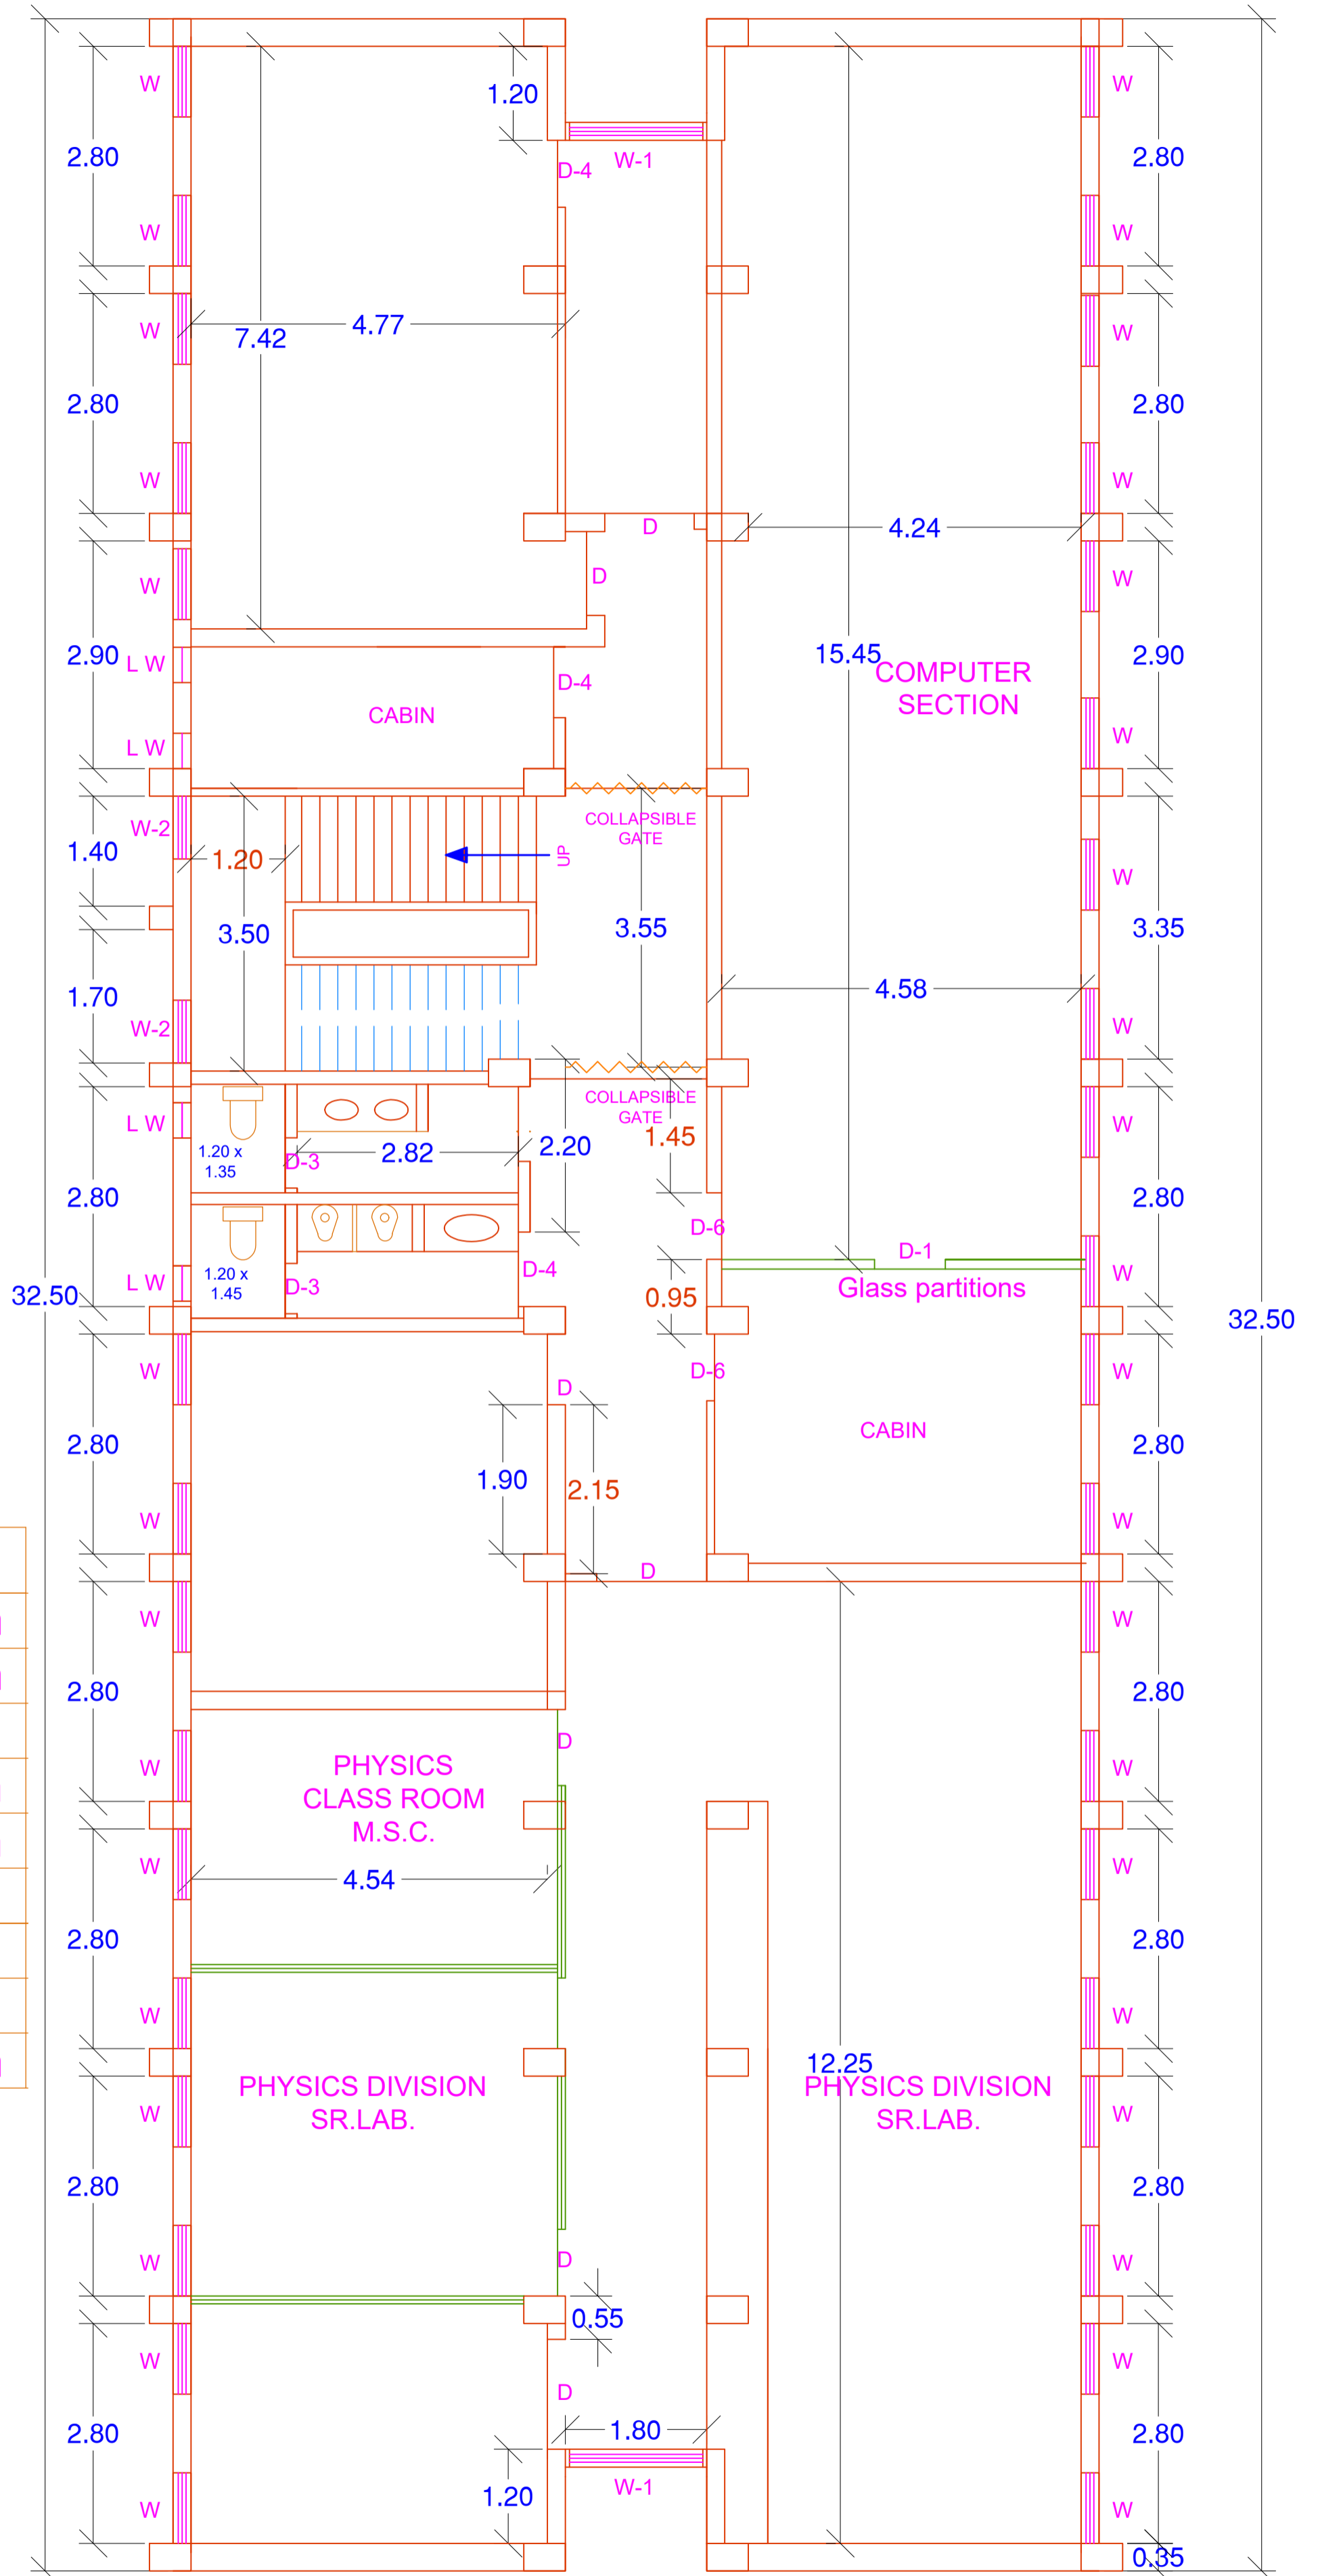 W
W
1.20
2.80
2.80
W-1
D-4
W
W
W
W
4.77
7.42
2.80
2.80
W
W
D
4.24
D
W
W
2.90
15.45
2.90
L W
COMPUTER
SECTION
D-4
CABIN
W
L W
COLLAPSIBLE
GATE
W-2
1.40
1.20
UP
W
3.50
3.55
3.35
1.70
4.58
W-2
W
COLLAPSIBLE
GATE
L W
1.45
W
1.20 x
1.35
D-3
2.82
2.20
2.80
2.80
D-6
D-1
L W
1.20 x
1.45
D-3
D-4
Glass partitions
W
32.50
0.95
32.50
W
D
D-6
W
CABIN
2.80
2.80
1.90
2.15
W
W
D
W
W
2.80
2.80
D
W
PHYSICS
CLASS ROOM
M.S.C.
W
W
4.54
W
2.80
2.80
W
W
12.25
PHYSICS DIVISION
SR.LAB.
PHYSICS DIVISION
SR.LAB.
W
W
2.80
2.80
W
D
W
0.55
W
W
D
2.80
1.80
2.80
W-1
1.20
W
W
0.35